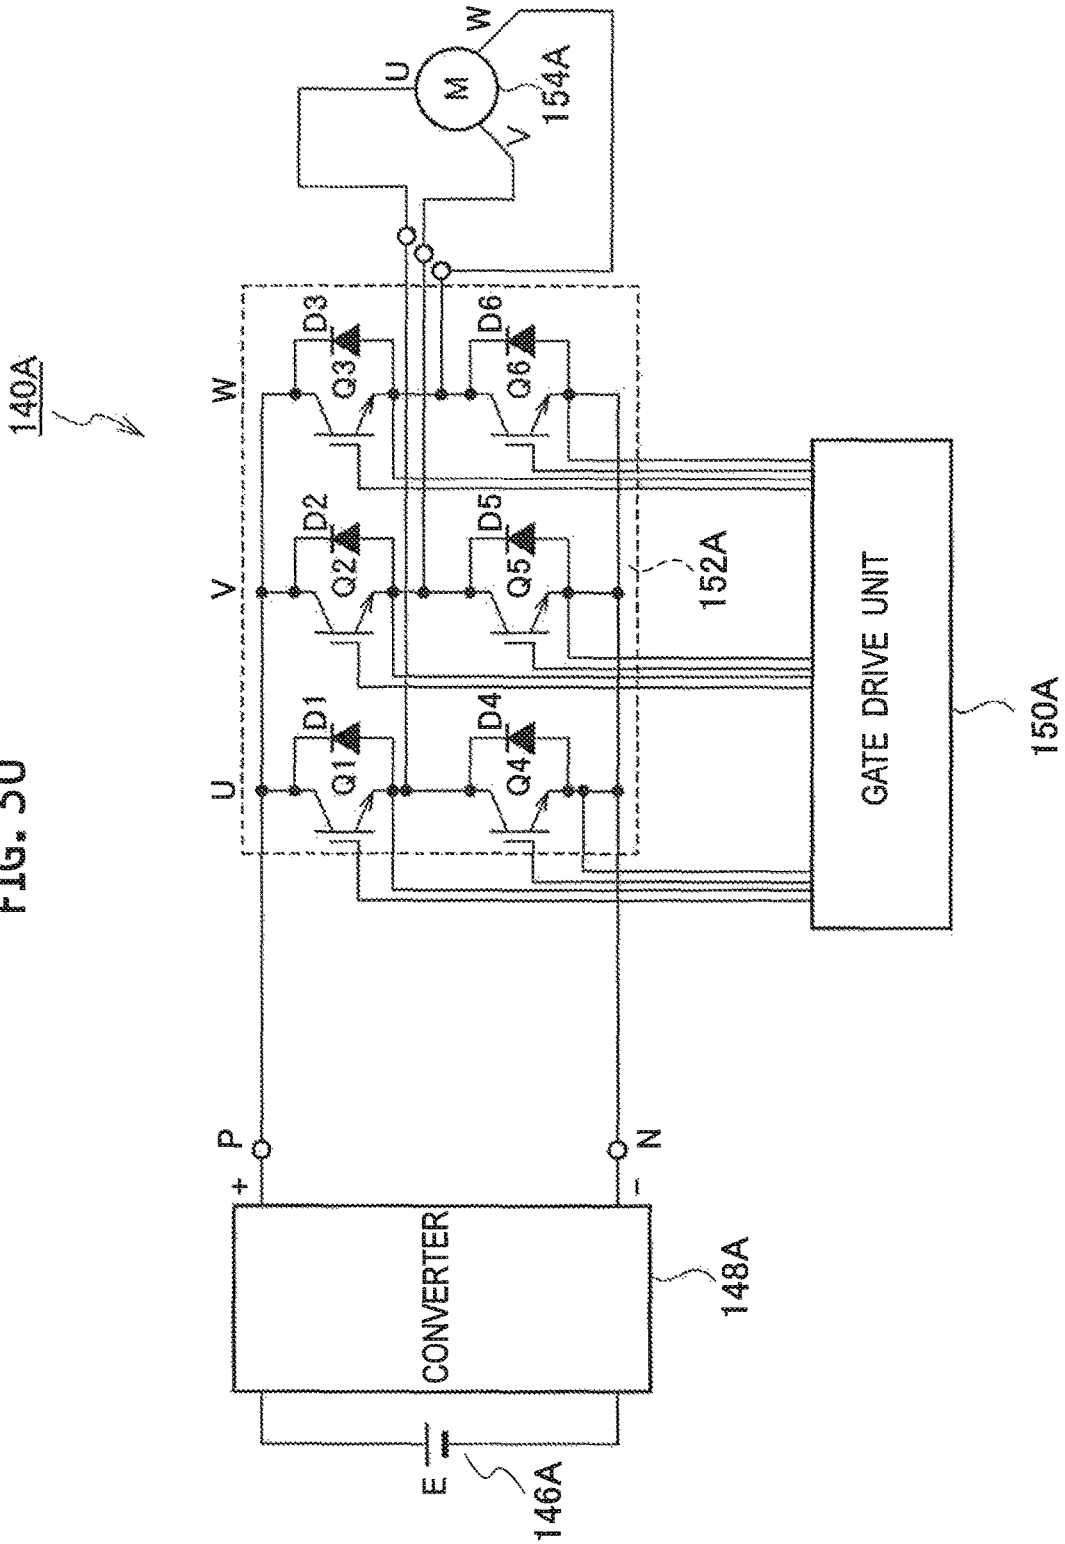 FIG.
140A
U
V
W
P
+
D1
D2
D3
Q1
Q2
Q3
U
M
W
V
154A
E
146A
CONVERTER
148A
D4
D5
D6
Q4
Q5
Q6
−
N
152A
GATE DRIVE UNIT
150A